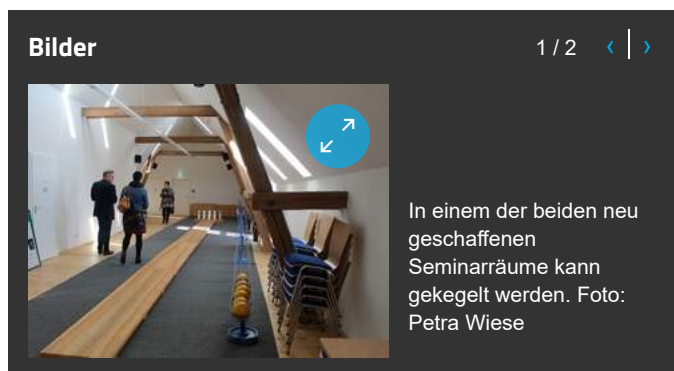 Bilder
1 / 2
In einem der beiden neu
geschaffenen
Seminarräume kann
gekegelt werden. Foto:
Petra Wiese